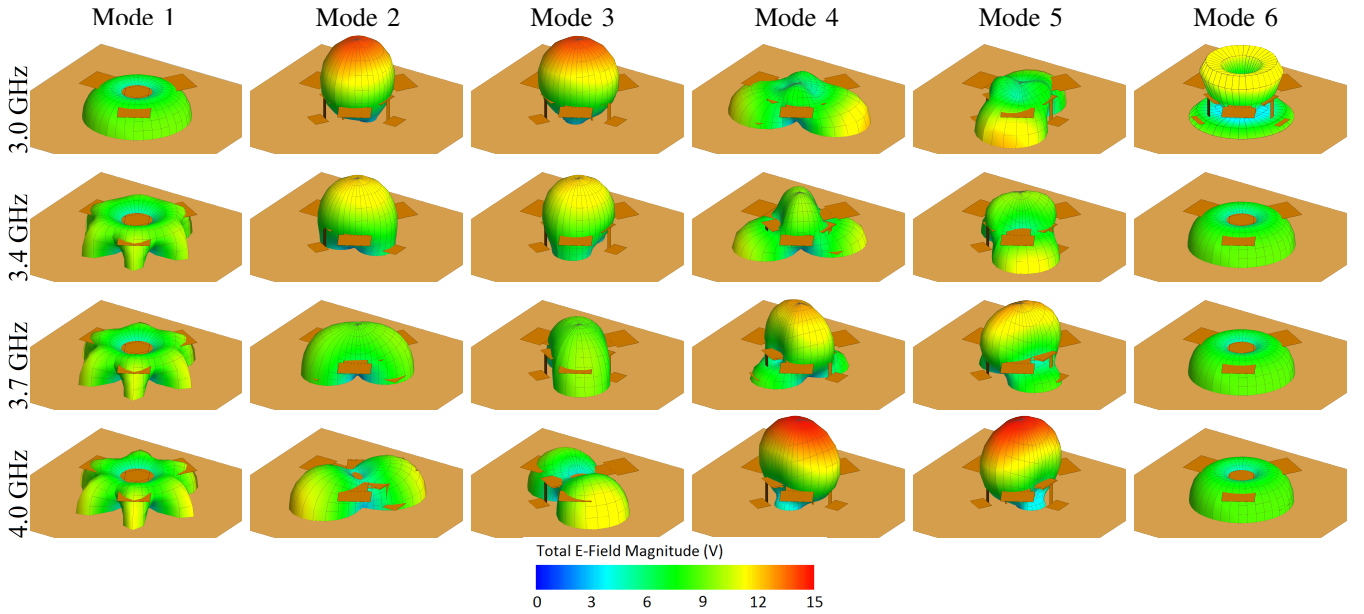 Mode 1 Mode 2 Mode 3 Mode 4 Mode 5 Mode 6
3.0 GHz
3.4 GHz
3.7 GHz
4.0 GHz
Total E-Field Magnitude (V)
0 3 6 9 12 15